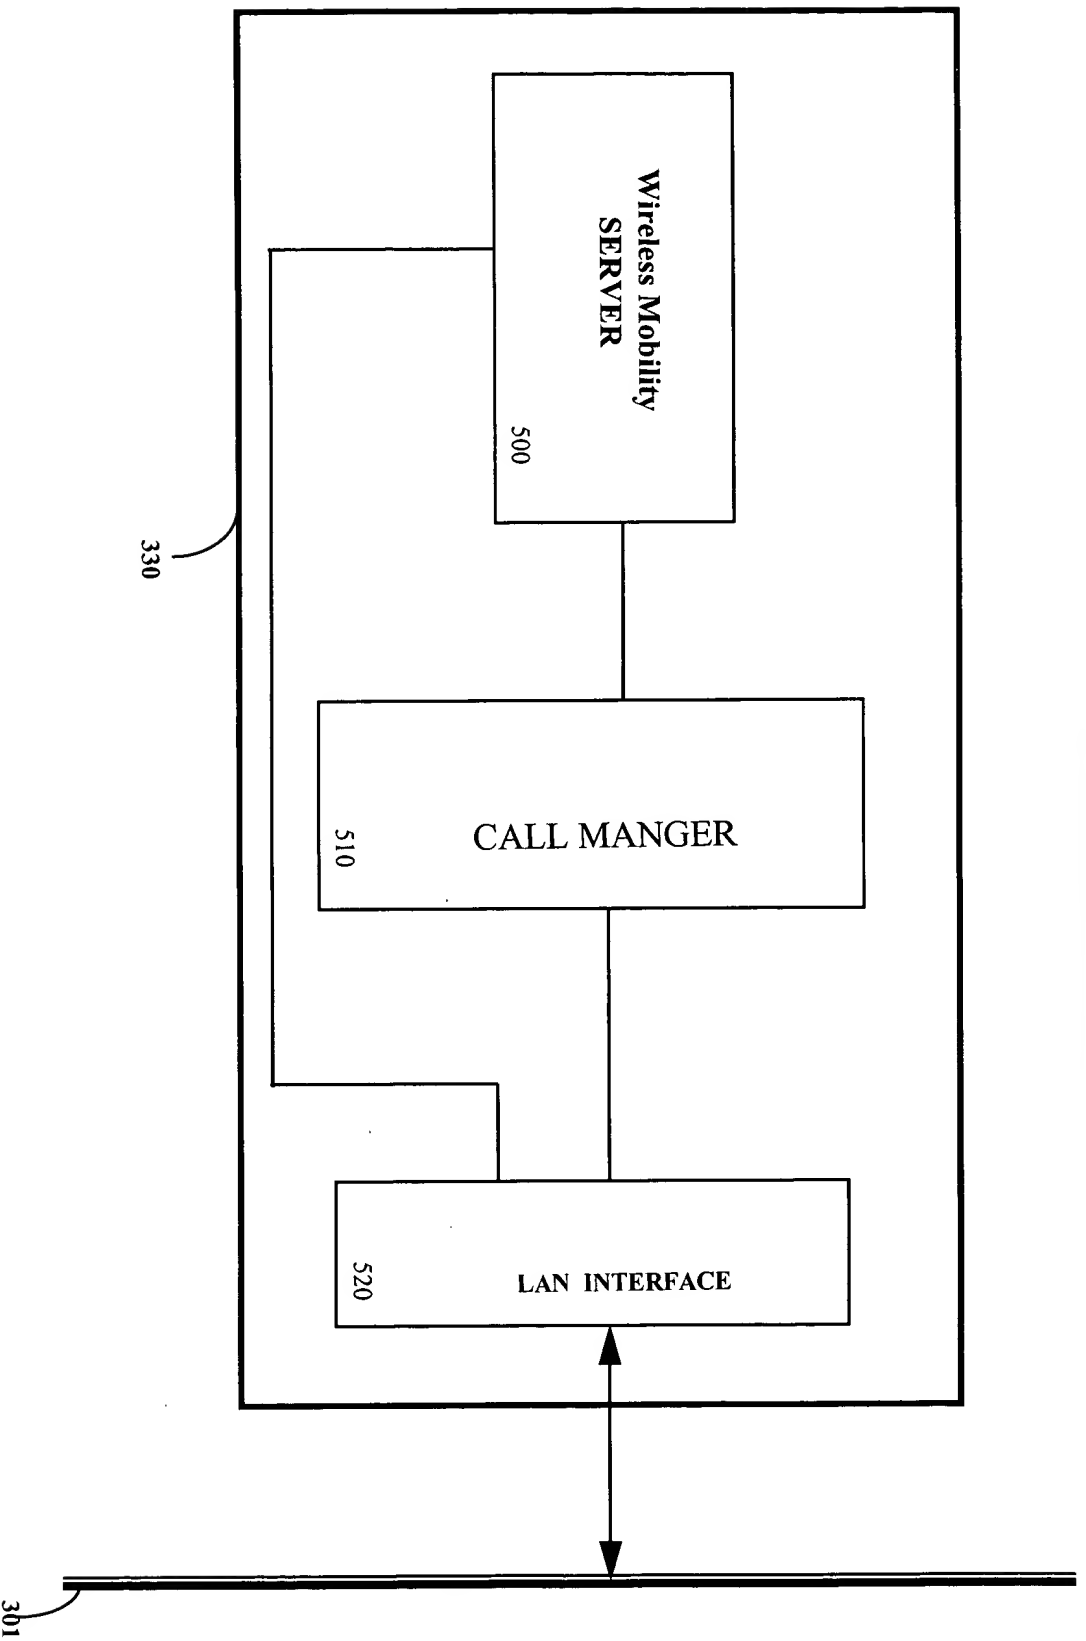 Wireless Mobility
SERVER
500
330
CALL MANGER
510
LAN INTERFACE
520
301